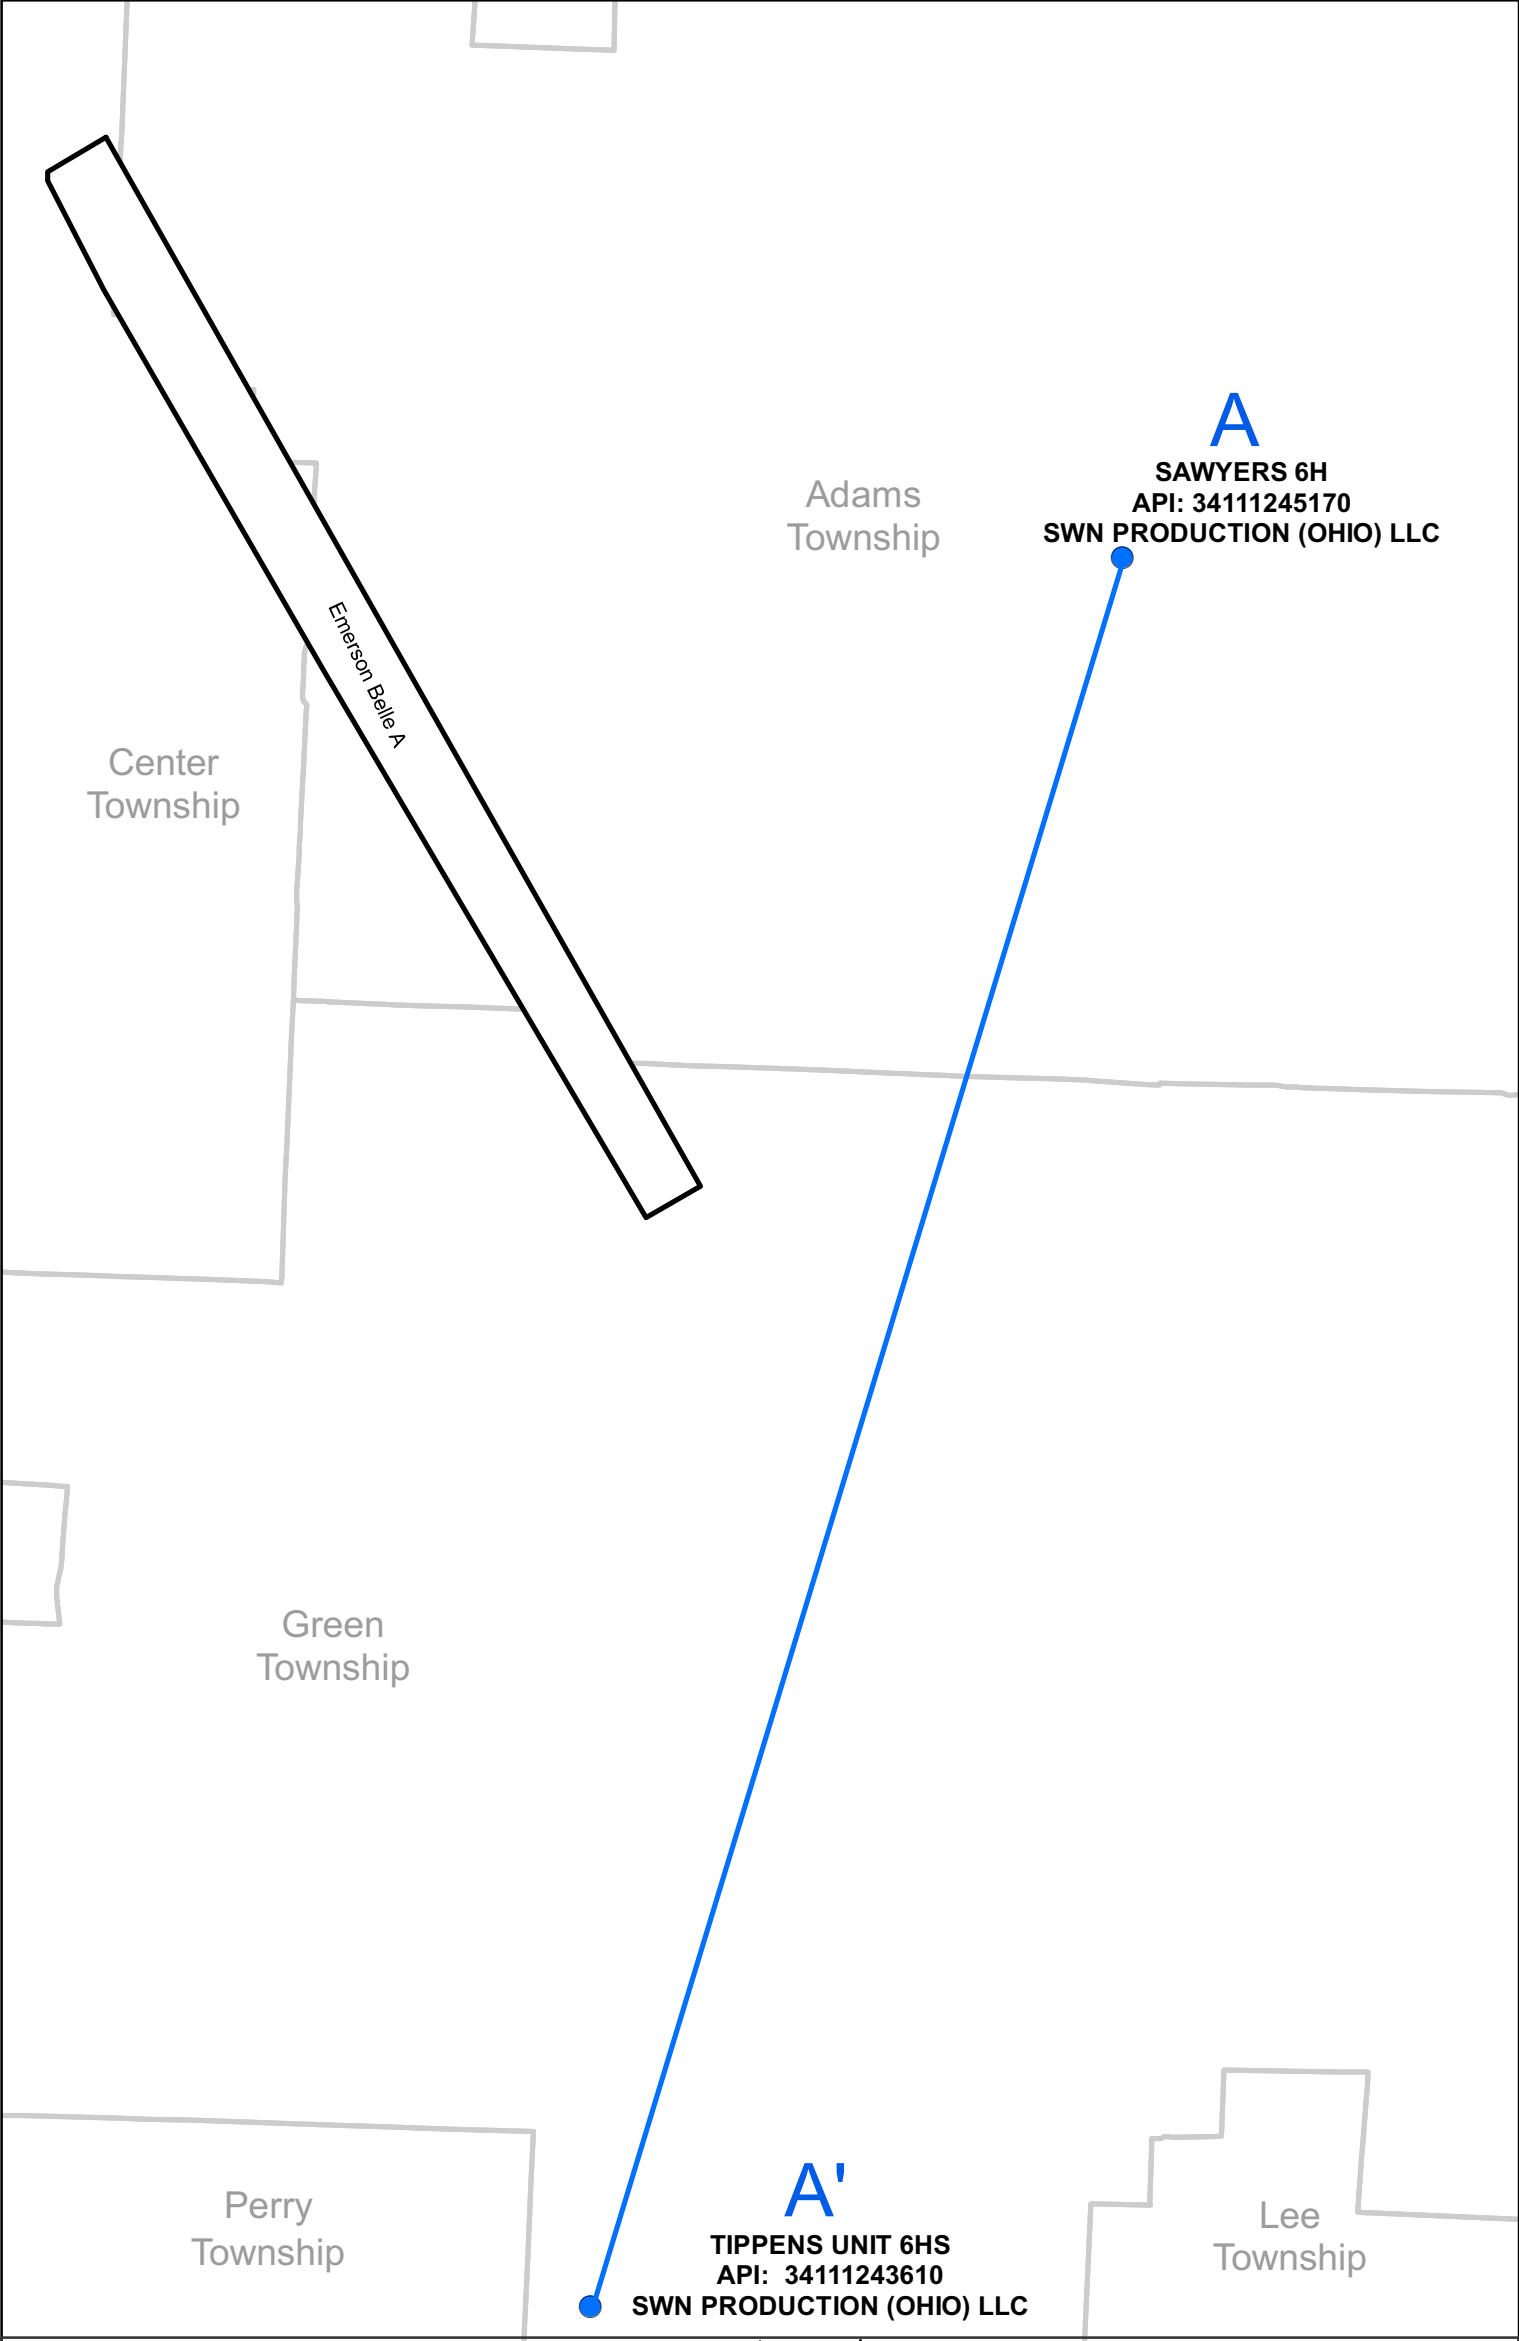 A
SAWYERS 6H
API: 34111245170
SWN PRODUCTION (OHIO) LLC
Adams
Township
Emerson Belle A
Center
Township
Green
Township
Perry
Township
A'
TIPPENS UNIT 6HS
API:  34111243610
SWN PRODUCTION (OHIO) LLC
Lee
Township